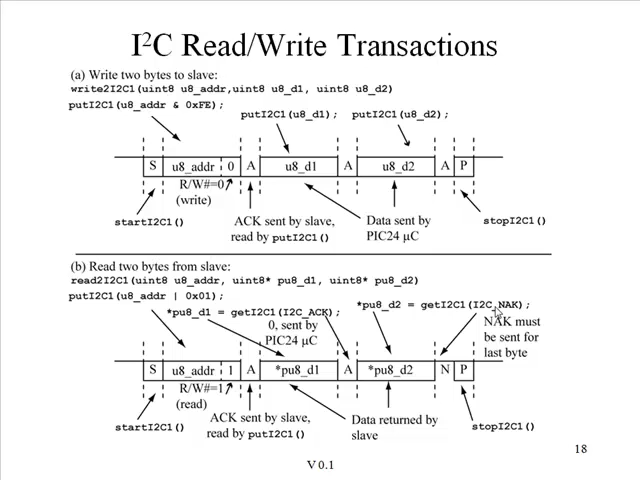 I²C Read/Write Transactions
(a) Write two bytes to slave:
write2I2C1(uint8 u8_addr,uint8 u8_d1, uint8 u8_d2)
putI2C1(u8_addr & 0xFE);
putI2C1(u8_d1);
putI2C1(u8_d2);
S u8_addr 0 A u8_d1 A u8_d2 A P
R/W#=0
(write)
startI2C1()
ACK sent by slave,
read by putI2C1()
Data sent by
PIC24 µC
stopI2C1()
(b) Read two bytes from slave:
read2I2C1(uint8 u8_addr, uint8* pu8_d1, uint8* pu8_d2)
putI2C1(u8_addr | 0x01);
*pu8_d1 = getI2C1(I2C_ACK);
*pu8_d2 = getI2C1(I2C_NAK);
0, sent by
PIC24 µC
NAK must
be sent for
last byte
S u8_addr 1 A *pu8_d1 A *pu8_d2 N P
R/W#=1
(read)
startI2C1()
ACK sent by slave,
read by putI2C1()
Data returned by
slave
stopI2C1()
18
V 0.1